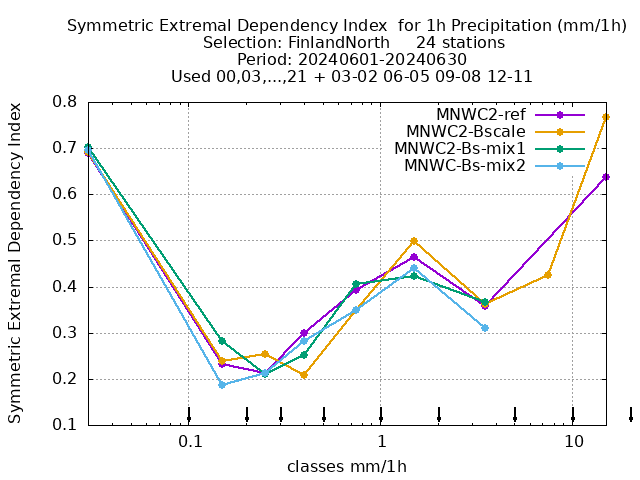 Symmetric Extremal Dependency Index  for 1h Precipitation (mm/1h)
Selection: FinlandNorth     24 stations
Period: 20240601-20240630
Used 00,03,...,21 + 03-02 06-05 09-08 12-11
Symmetric Extremal Dependency Index
0.8
0.7
0.6
0.5
0.4
0.3
0.2
0.1
MNWC2-ref
MNWC2-Bscale
MNWC2-Bs-mix1
MNWC-Bs-mix2
0.1 1 10
classes mm/1h